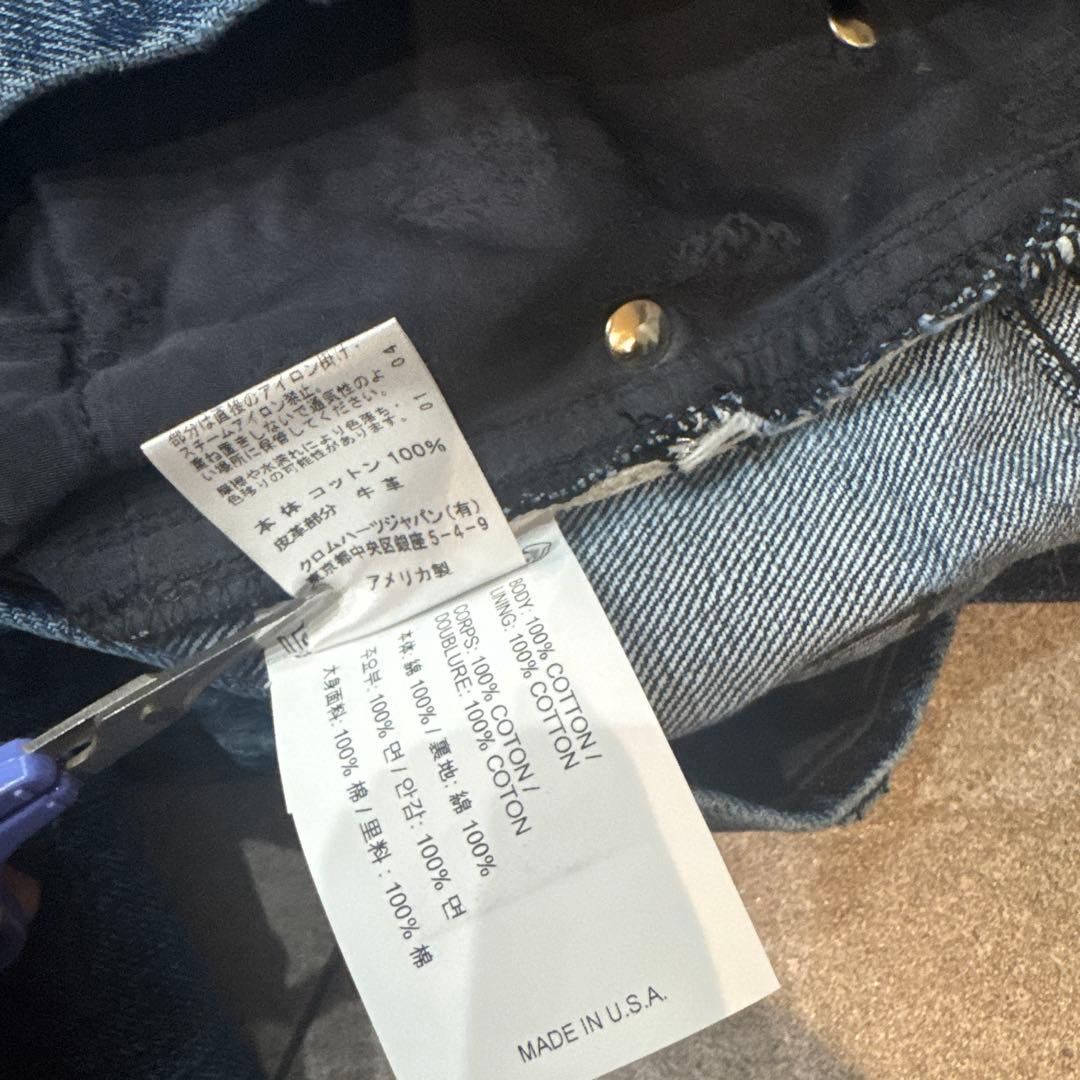 部分は直接のアイロン掛け、
スチームアイロン禁止。
重ね置きしないで通気性のよ
い場所に保管してください。
摩擦や水濡れにより色落ち、
色移りの可能性があります。
04
01
本体 コットン 100%
皮革部分 牛革
クロムハーツジャパン(有)
東京都中央区銀座5-4-9
アメリカ製
BODY: 100% COTTON /
LINING: 100% COTTON
CORPS: 100% COTON /
DOUBLURE: 100% COTON
本体: 綿 100% / 裏地: 綿 100%
주요부: 100% 면 / 안감: 100% 면
大身面料: 100% 棉 / 里料: 100% 棉
MADE IN U.S.A.